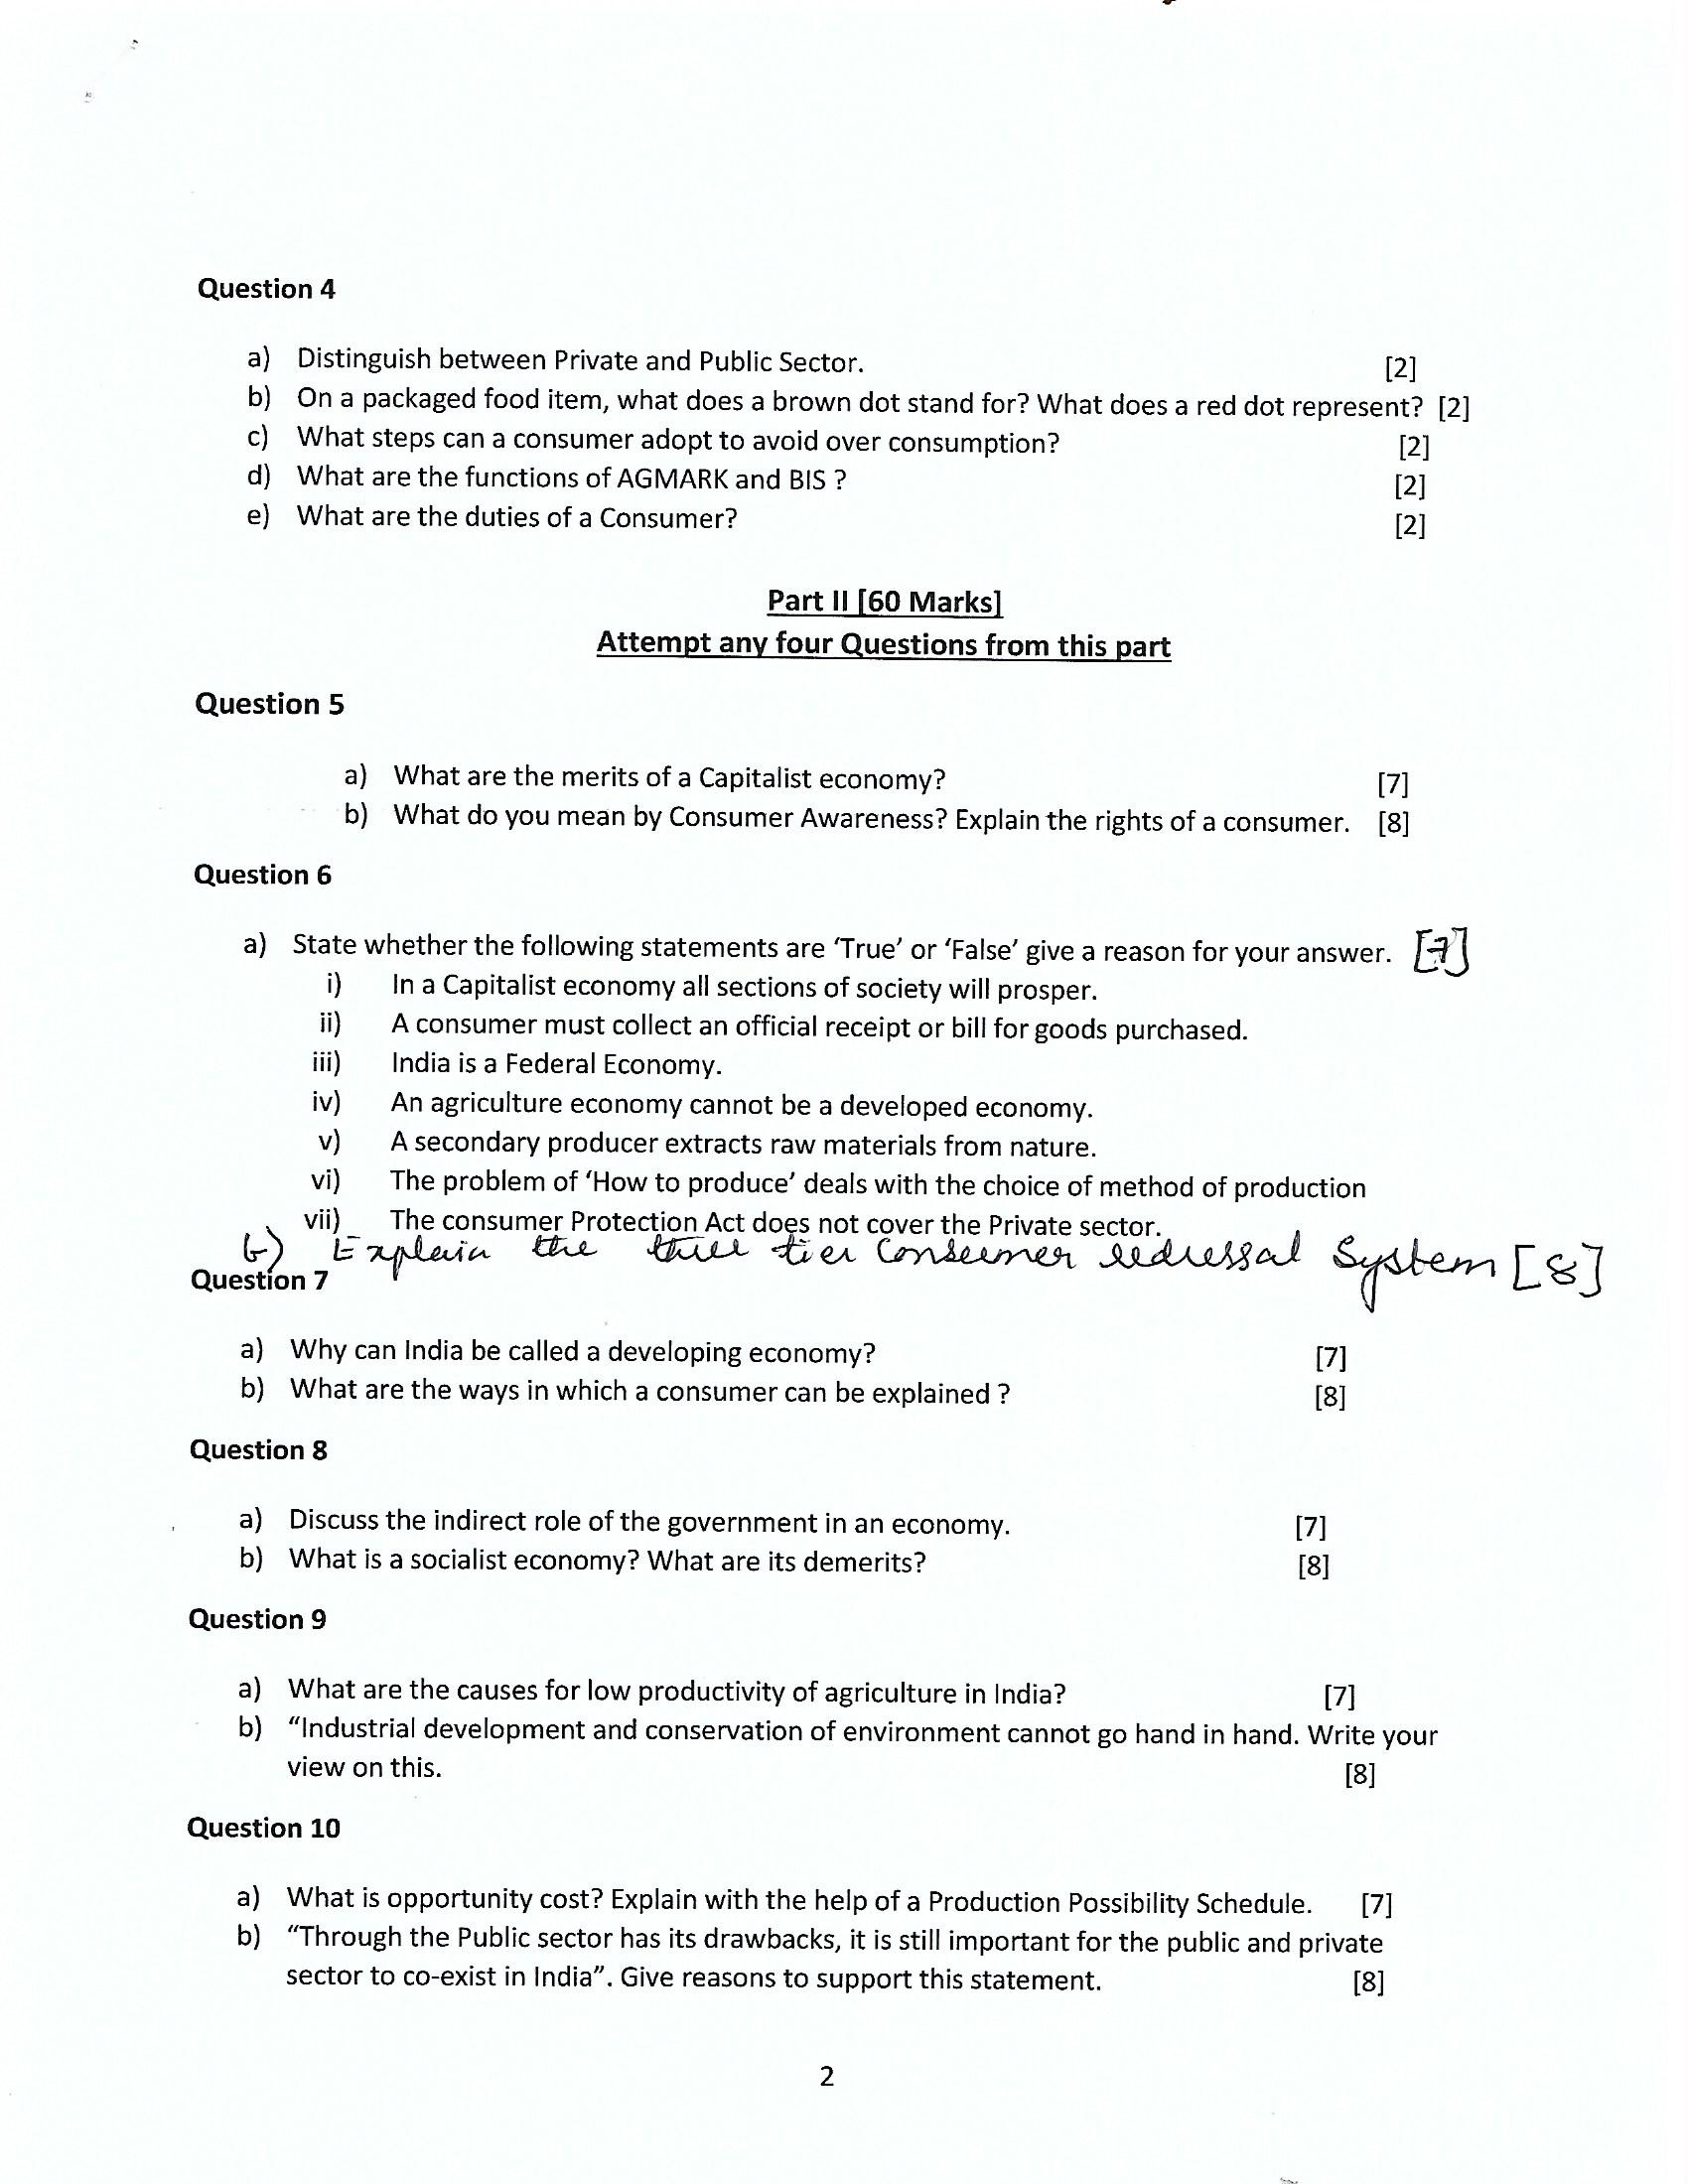 Question 4
a) Distinguish between Private and Public Sector. [2]
b) On a packaged food item, what does a brown dot stand for? What does a red dot represent? [2]
c) What steps can a consumer adopt to avoid over consumption? [2]
d) What are the functions of AGMARK and BIS ? [2]
e) What are the duties of a Consumer? [2]
Part II [60 Marks]
Attempt any four Questions from this part
Question 5
a) What are the merits of a Capitalist economy? [7]
b) What do you mean by Consumer Awareness? Explain the rights of a consumer. [8]
Question 6
a) State whether the following statements are ‘True’ or ‘False’ give a reason for your answer. [7]
i) In a Capitalist economy all sections of society will prosper.
ii) A consumer must collect an official receipt or bill for goods purchased.
iii) India is a Federal Economy.
iv) An agriculture economy cannot be a developed economy.
v) A secondary producer extracts raw materials from nature.
vi) The problem of ‘How to produce’ deals with the choice of method of production
vii) The consumer Protection Act does not cover the Private sector.
b) Explain the three tier Consumer redressal System [8]
Question 7
a) Why can India be called a developing economy? [7]
b) What are the ways in which a consumer can be explained ? [8]
Question 8
a) Discuss the indirect role of the government in an economy. [7]
b) What is a socialist economy? What are its demerits? [8]
Question 9
a) What are the causes for low productivity of agriculture in India? [7]
b) “Industrial development and conservation of environment cannot go hand in hand. Write your
view on this. [8]
Question 10
a) What is opportunity cost? Explain with the help of a Production Possibility Schedule. [7]
b) “Through the Public sector has its drawbacks, it is still important for the public and private
sector to co-exist in India”. Give reasons to support this statement. [8]
2